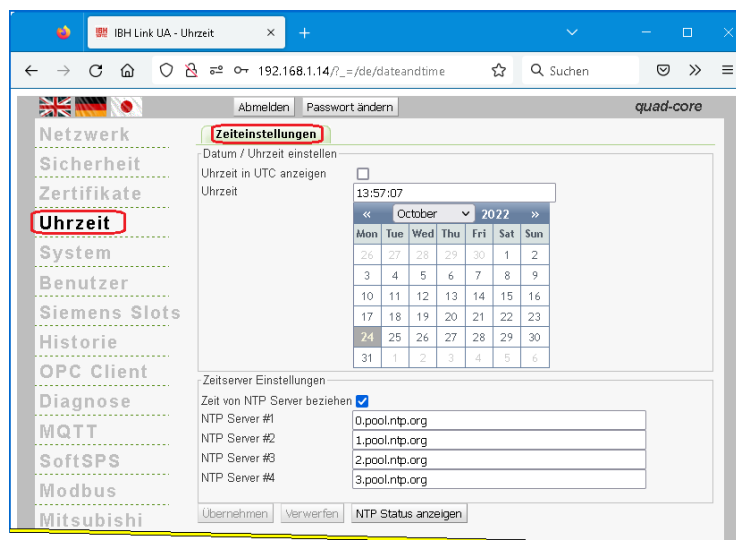 IBH Link UA - Uhrzeit
192.168.1.14/?_=/de/dateandtime
Suchen
Abmelden Passwort ändern quad-core
Netzwerk
Sicherheit
Zertifikate
Uhrzeit
System
Benutzer
Siemens Slots
Historie
OPC Client
Diagnose
MQTT
SoftSPS
Modbus
Mitsubishi
Zeiteinstellungen
Datum / Uhrzeit einstellen
Uhrzeit in UTC anzeigen
Uhrzeit 13:57:07
« October 2022 »
Mon Tue Wed Thu Fri Sat Sun
26 27 28 29 30 1 2
3 4 5 6 7 8 9
10 11 12 13 14 15 16
17 18 19 20 21 22 23
24 25 26 27 28 29 30
31 1 2 3 4 5 6
Zeitserver Einstellungen
Zeit von NTP Server beziehen
NTP Server #1 0.pool.ntp.org
NTP Server #2 1.pool.ntp.org
NTP Server #3 2.pool.ntp.org
NTP Server #4 3.pool.ntp.org
Übernehmen Verwerfen NTP Status anzeigen